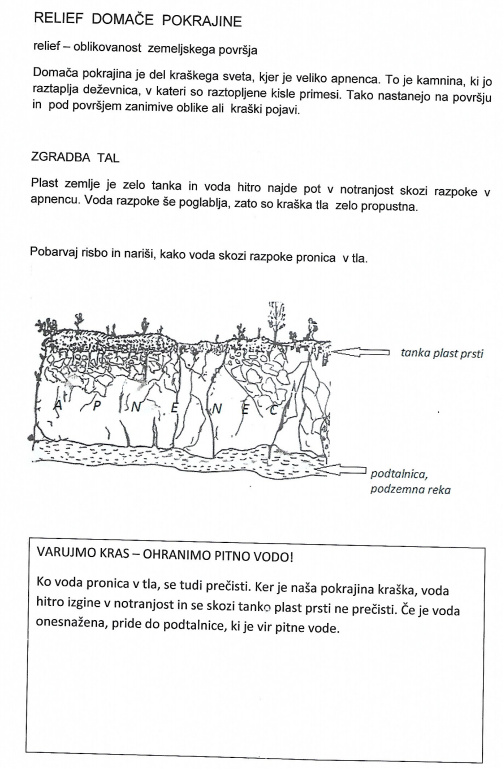 RELIEF DOMAČE POKRAJINE
relief – oblikovanost zemeljskega površja
Domača pokrajina je del kraškega sveta, kjer je veliko apnenca. To je kamnina, ki jo
raztaplja deževnica, v kateri so raztopljene kisle primesi. Tako nastanejo na površju
in pod površjem zanimive oblike ali kraški pojavi.
ZGRADBA TAL
Plast zemlje je zelo tanka in voda hitro najde pot v notranjost skozi razpoke v
apnencu. Voda razpoke še poglablja, zato so kraška tla zelo propustna.
Pobarvaj risbo in nariši, kako voda skozi razpoke pronica v tla.
tanka plast prsti
A P N E N E C
podtalnica,
podzemna reka
VARUJMO KRAS – OHRANIMO PITNO VODO!
Ko voda pronica v tla, se tudi prečisti. Ker je naša pokrajina kraška, voda
hitro izgine v notranjost in se skozi tanko plast prsti ne prečisti. Če je voda
onesnažena, pride do podtalnice, ki je vir pitne vode.